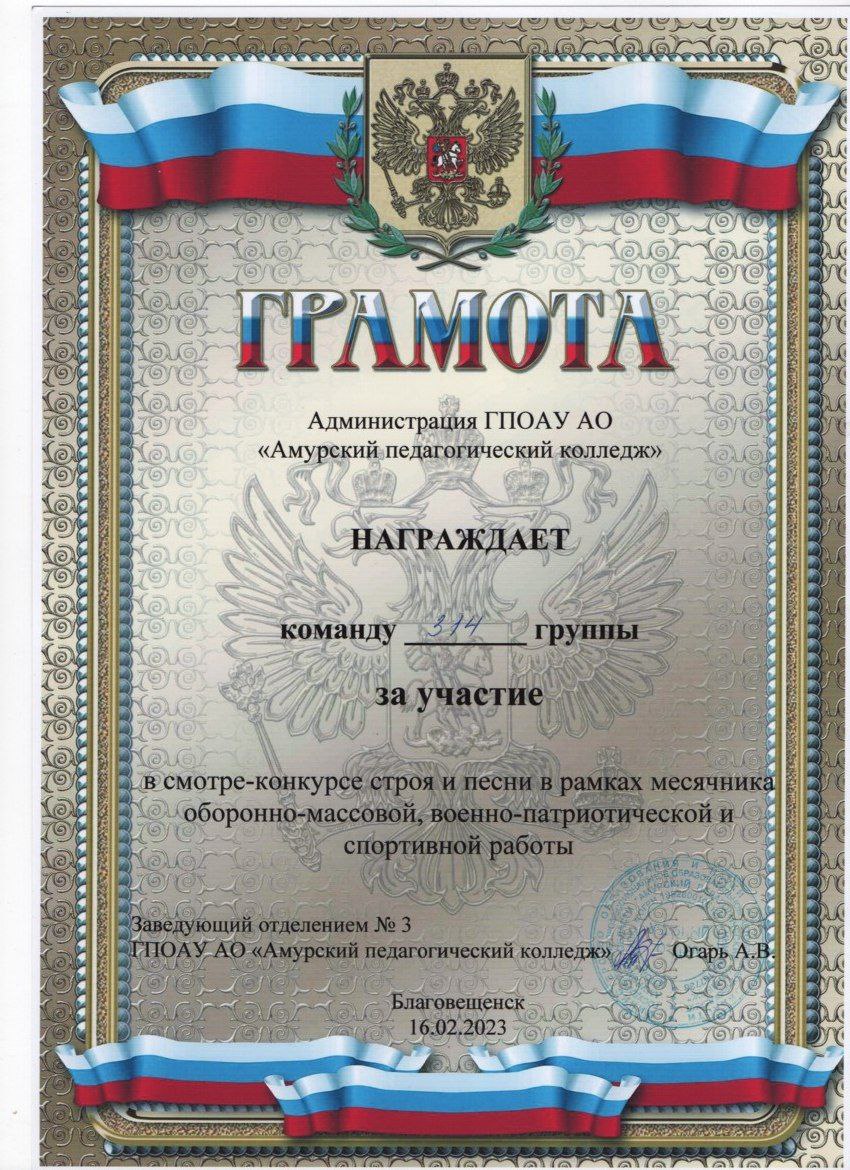 ГРАМОТА
Администрация ГПОАУ АО
«Амурский педагогический колледж»
НАГРАЖДАЕТ
команду 314 группы
за участие
в смотре-конкурсе строя и песни в рамках месячника
оборонно-массовой, военно-патриотической и
спортивной работы
Заведующий отделением № 3
ГПОАУ АО «Амурский педагогический колледж» Огарь А.В.
Благовещенск
16.02.2023